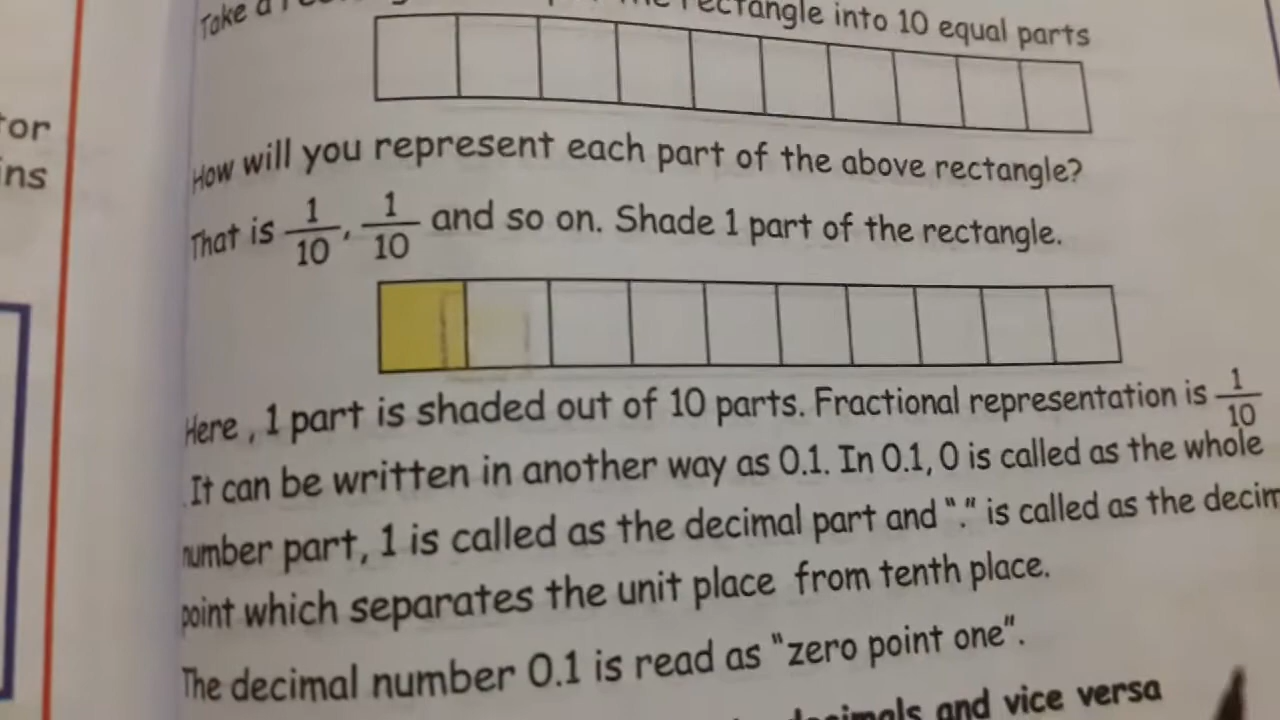 Take a rectangle into 10 equal parts
or
ins
How will you represent each part of the above rectangle?
That is 1/10, 1/10 and so on. Shade 1 part of the rectangle.
Here , 1 part is shaded out of 10 parts. Fractional representation is 1/10
. It can be written in another way as 0.1. In 0.1, 0 is called as the whole
number part, 1 is called as the decimal part and "." is called as the decim
point which separates the unit place from tenth place.
The decimal number 0.1 is read as "zero point one".
decimals and vice versa